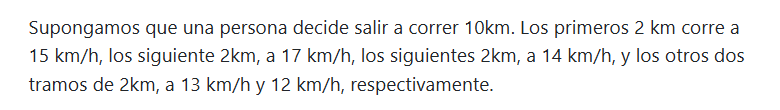 Supongamos que una persona decide salir a correr 10km. Los primeros 2 km corre a
15 km/h, los siguiente 2km, a 17 km/h, los siguientes 2km, a 14 km/h, y los otros dos
tramos de 2km, a 13 km/h y 12 km/h, respectivamente.